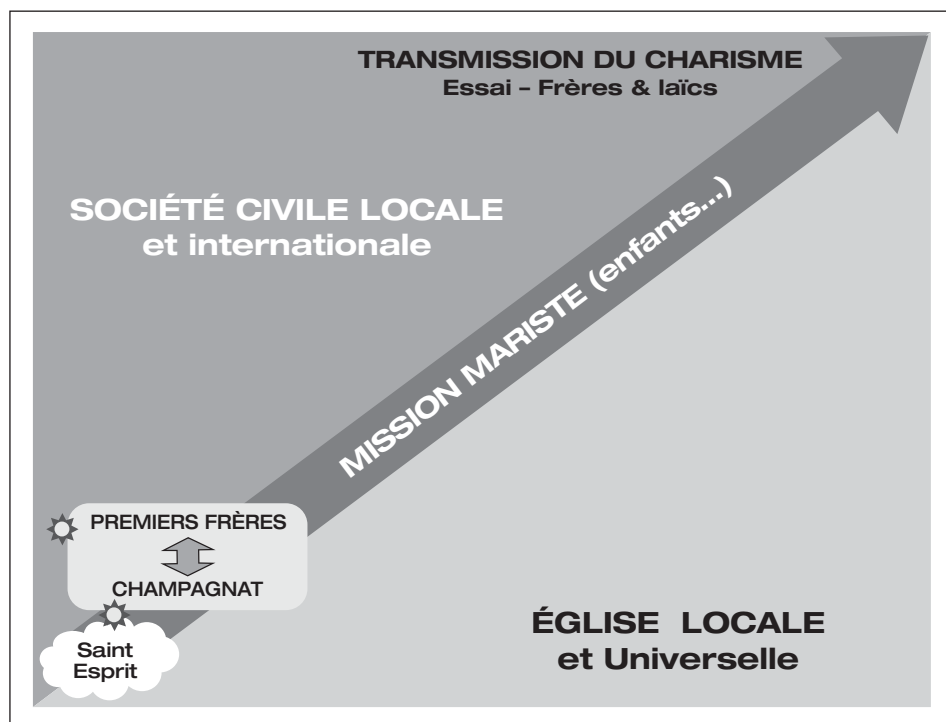 TRANSMISSION DU CHARISME
Essai – Frères & laïcs
SOCIÉTÉ CIVILE LOCALE
et internationale
MISSION MARISTE (enfants...)
PREMIERS FRÈRES
CHAMPAGNAT
Saint
Esprit
ÉGLISE LOCALE
et Universelle